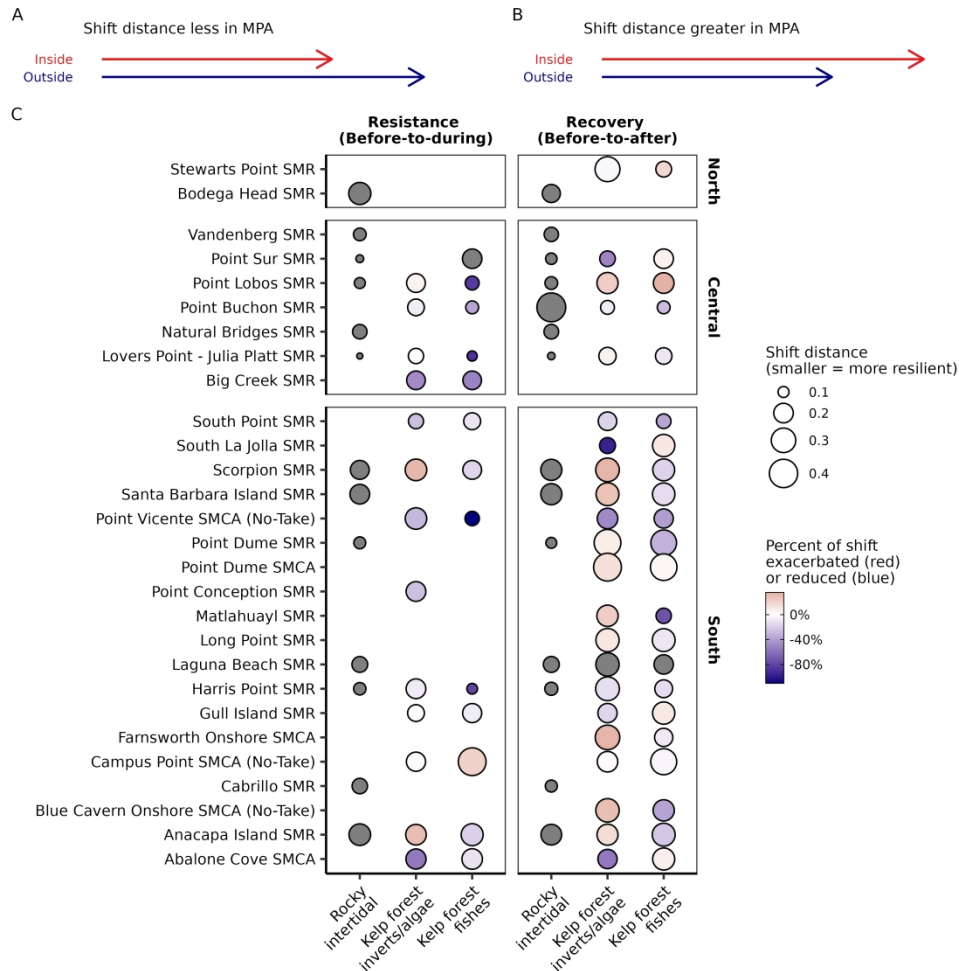 A
Shift distance less in MPA
Inside
Outside
B
Shift distance greater in MPA
Inside
Outside
C
Resistance
(Before-to-during)
Recovery
(Before-to-after)
Stewarts Point SMR
Bodega Head SMR
North
Vandenberg SMR
Point Sur SMR
Point Lobos SMR
Point Buchon SMR
Natural Bridges SMR
Lovers Point - Julia Platt SMR
Big Creek SMR
Central
South Point SMR
South La Jolla SMR
Scorpion SMR
Santa Barbara Island SMR
Point Vicente SMCA (No-Take)
Point Dume SMR
Point Dume SMCA
Point Conception SMR
Matlahuayl SMR
Long Point SMR
Laguna Beach SMR
Harris Point SMR
Gull Island SMR
Farnsworth Onshore SMCA
Campus Point SMCA (No-Take)
Cabrillo SMR
Blue Cavern Onshore SMCA (No-Take)
Anacapa Island SMR
Abalone Cove SMCA
South
Rocky
intertidal
Kelp forest
inverts/algae
Kelp forest
fishes
Rocky
intertidal
Kelp forest
inverts/algae
Kelp forest
fishes
Shift distance
(smaller = more resilient)
0.1
0.2
0.3
0.4
Percent of shift
exacerbated (red)
or reduced (blue)
0%
-40%
-80%